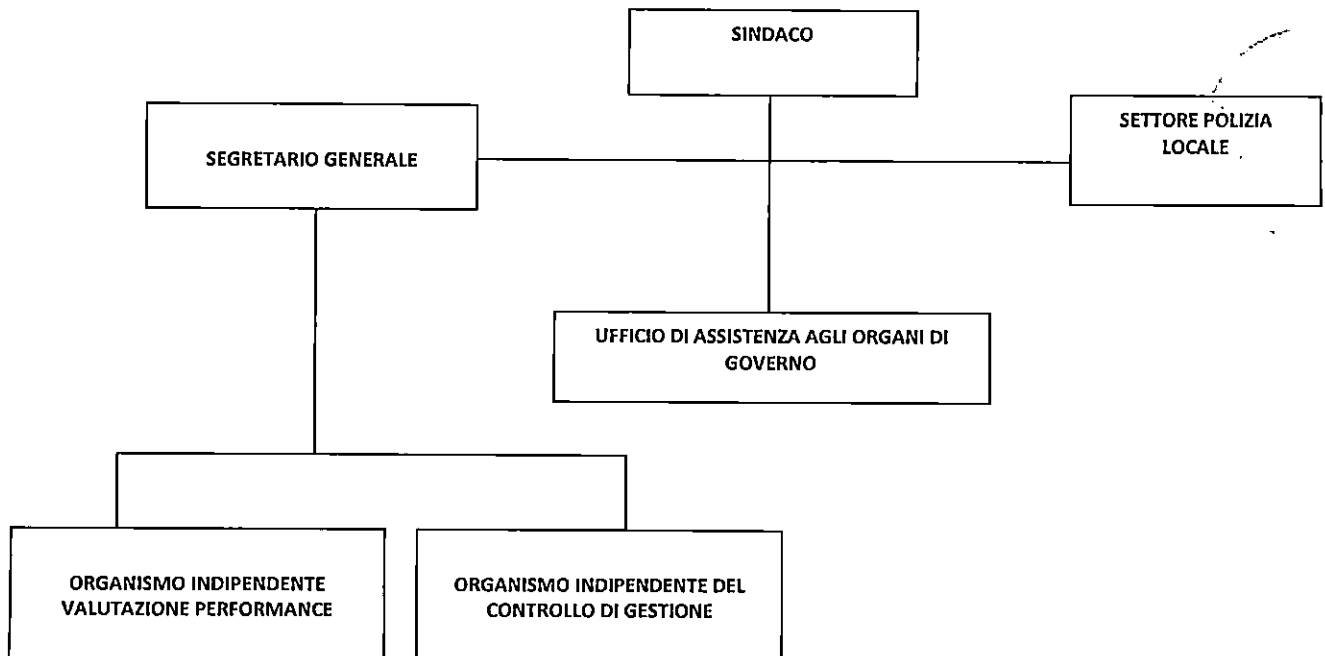 SINDACO
SEGRETARIO GENERALE
SETTORE POLIZIA
LOCALE
UFFICIO DI ASSISTENZA AGLI ORGANI DI
GOVERNO
ORGANISMO INDIPENDENTE
VALUTAZIONE PERFORMANCE
ORGANISMO INDIPENDENTE DEL
CONTROLLO DI GESTIONE